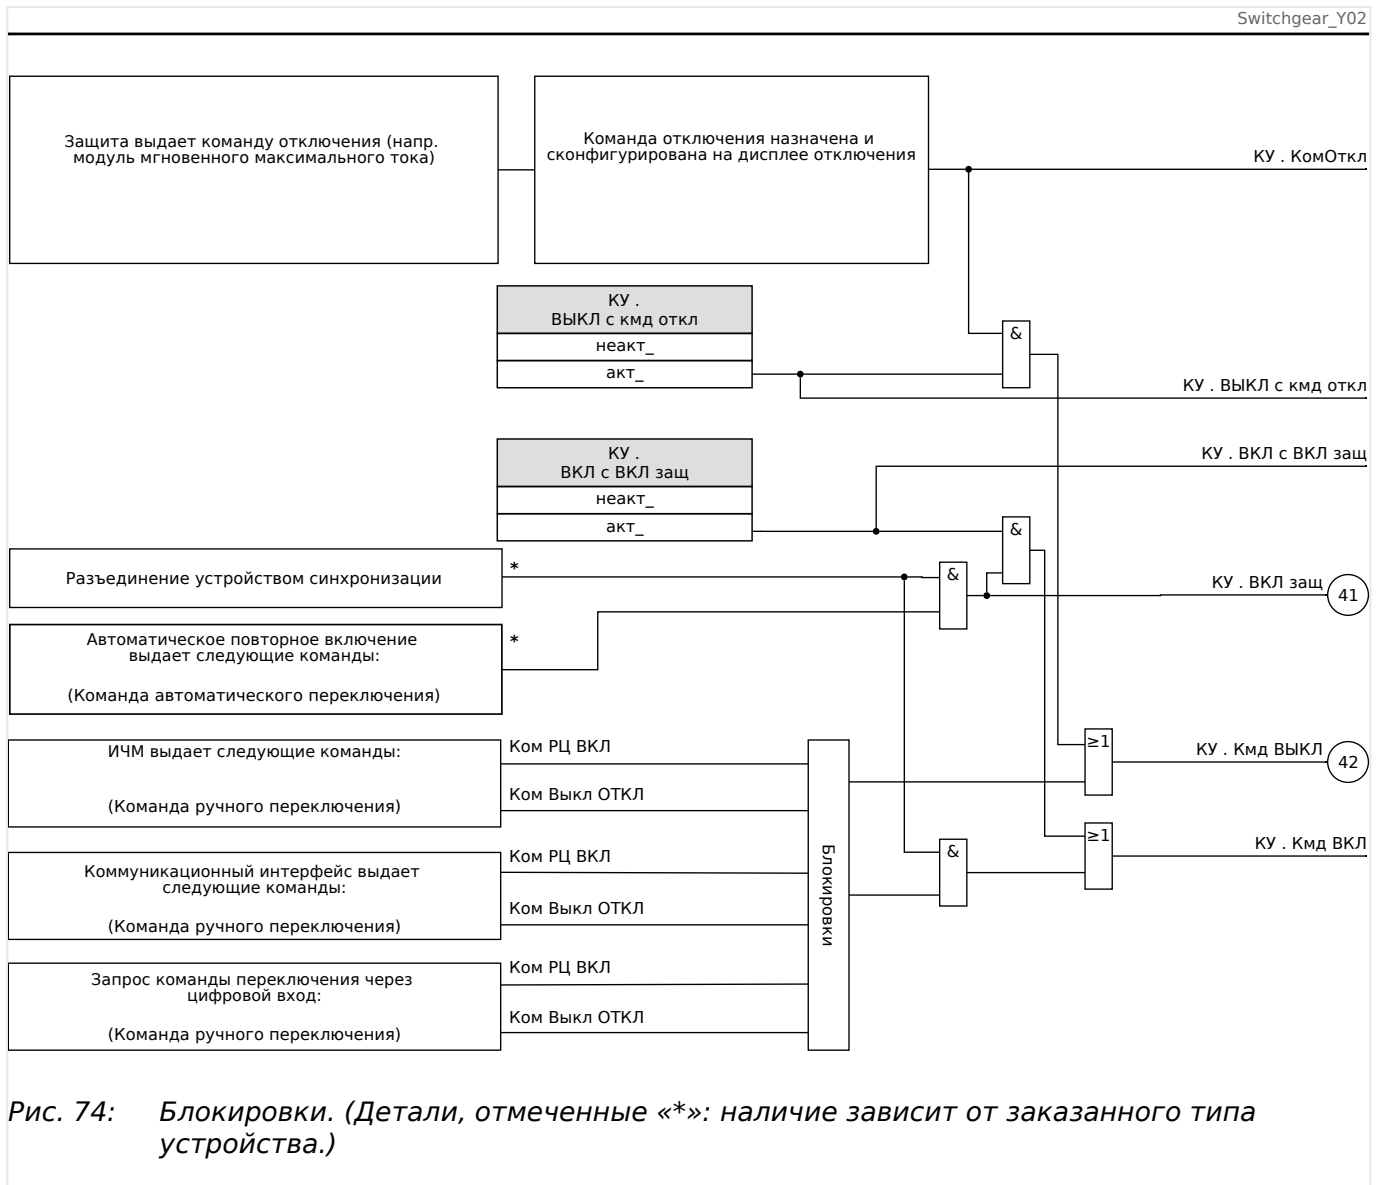 Switchgear_Y02
Защита выдает команду отключения (напр.
модуль мгновенного максимального тока)
Команда отключения назначена и
сконфигурирована на дисплее отключения
КУ . КомОткл
КУ .
ВЫКЛ с кмд откл
неакт_
акт_
&
КУ . ВЫКЛ с кмд откл
КУ .
ВКЛ с ВКЛ защ
неакт_
акт_
КУ . ВКЛ с ВКЛ защ
&
Разъединение устройством синхронизации
*
&
КУ . ВКЛ защ
41
Автоматическое повторное включение
выдает следующие команды:
(Команда автоматического переключения)
*
ИЧМ выдает следующие команды:
(Команда ручного переключения)
Ком РЦ ВКЛ
Ком Выкл ОТКЛ
≥1
КУ . Кмд ВЫКЛ
42
Коммуникационный интерфейс выдает
следующие команды:
(Команда ручного переключения)
Ком РЦ ВКЛ
Ком Выкл ОТКЛ
Блокировки
&
≥1
КУ . Кмд ВКЛ
Запрос команды переключения через
цифровой вход:
(Команда ручного переключения)
Ком РЦ ВКЛ
Ком Выкл ОТКЛ
Рис. 74: Блокировки. (Детали, отмеченные «*»: наличие зависит от заказанного типа
устройства.)